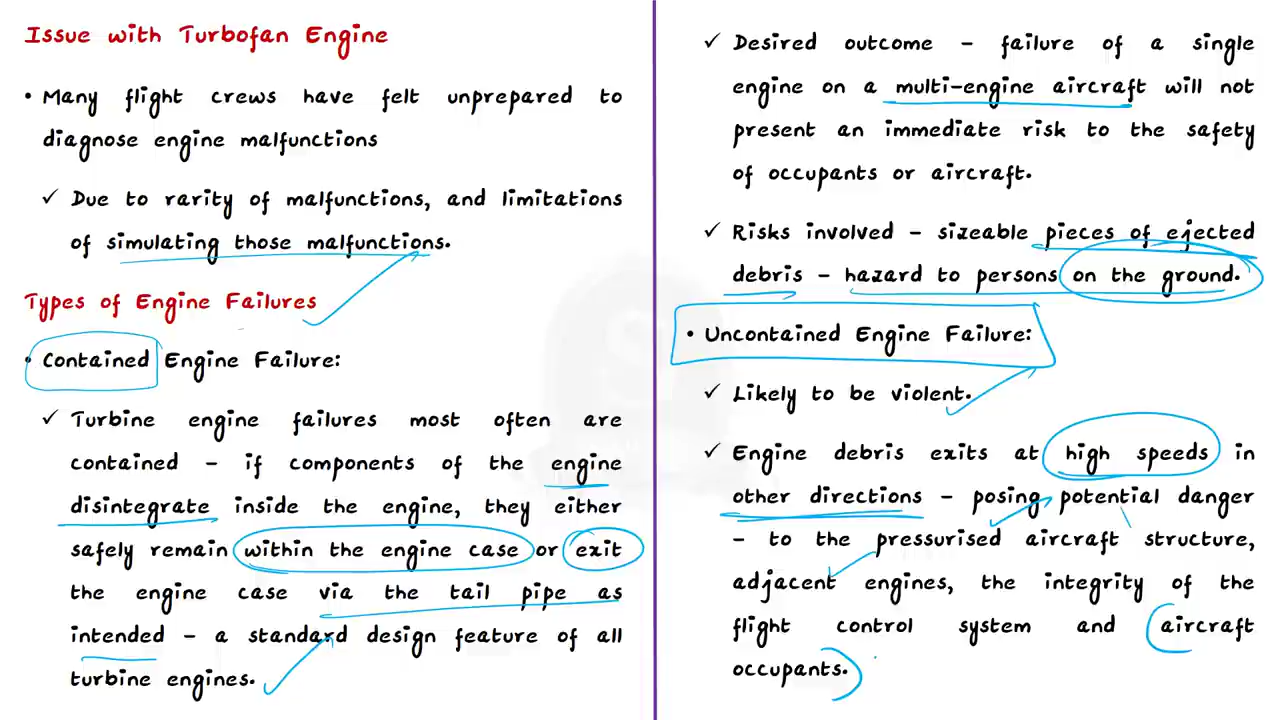 Issue with Turbofan Engine
• Many flight crews have felt unprepared to
diagnose engine malfunctions
✓ Due to rarity of malfunctions, and limitations
of simulating those malfunctions.
Types of Engine Failures
• Contained Engine Failure:
✓ Turbine engine failures most often are
contained – if components of the engine
disintegrate inside the engine, they either
safely remain within the engine case or exit
the engine case via the tail pipe as
intended – a standard design feature of all
turbine engines.
✓ Desired outcome – failure of a single
engine on a multi-engine aircraft will not
present an immediate risk to the safety
of occupants or aircraft.
✓ Risks involved – sizeable pieces of ejected
debris – hazard to persons on the ground.
• Uncontained Engine Failure:
✓ Likely to be violent.
✓ Engine debris exits at high speeds in
other directions – posing potential danger
– to the pressurised aircraft structure,
adjacent engines, the integrity of the
flight control system and aircraft
occupants.